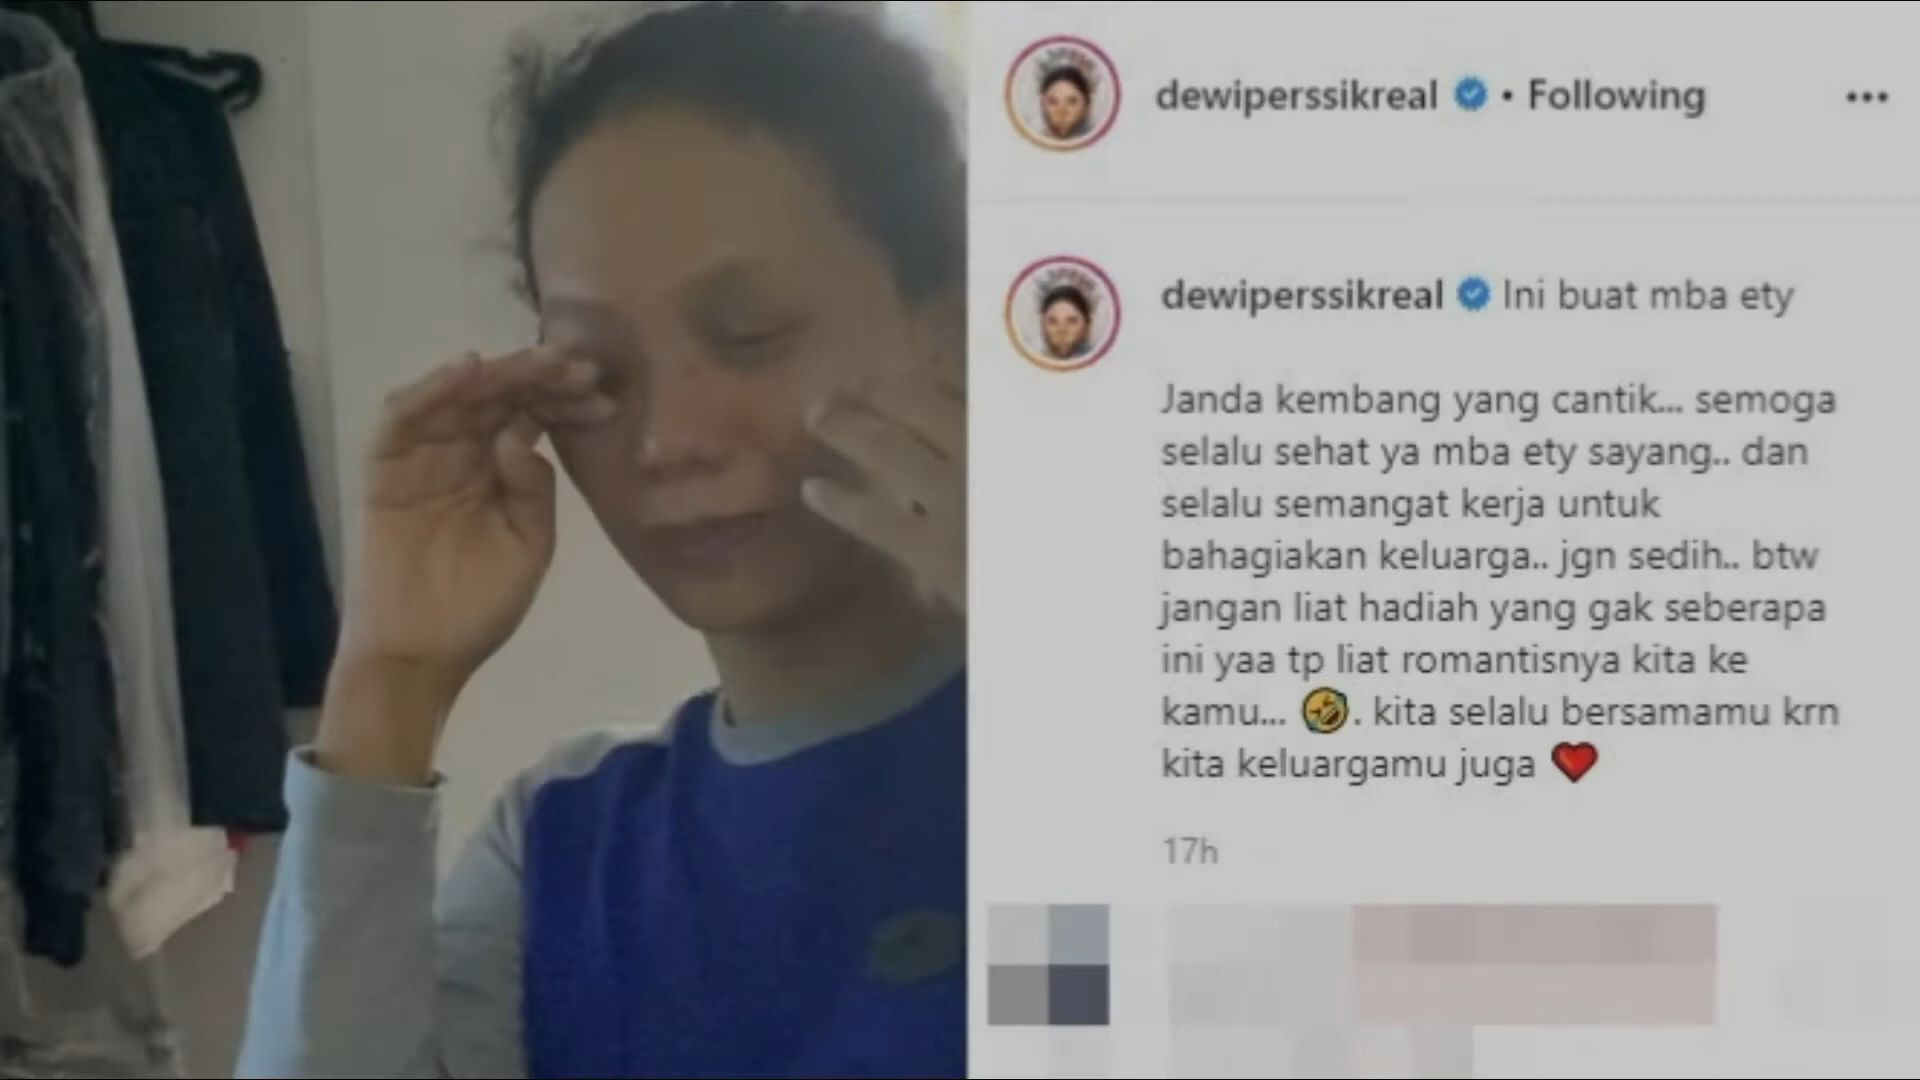 dewiperssikreal • Following •••
dewiperssikreal Ini buat mba ety
Janda kembang yang cantik... semoga
selalu sehat ya mba ety sayang.. dan
selalu semangat kerja untuk
bahagiakan keluarga.. jgn sedih.. btw
jangan liat hadiah yang gak seberapa
ini yaa tp liat romantisnya kita ke
kamu... 🤣. kita selalu bersamamu krn
kita keluargamu juga ❤️
17h